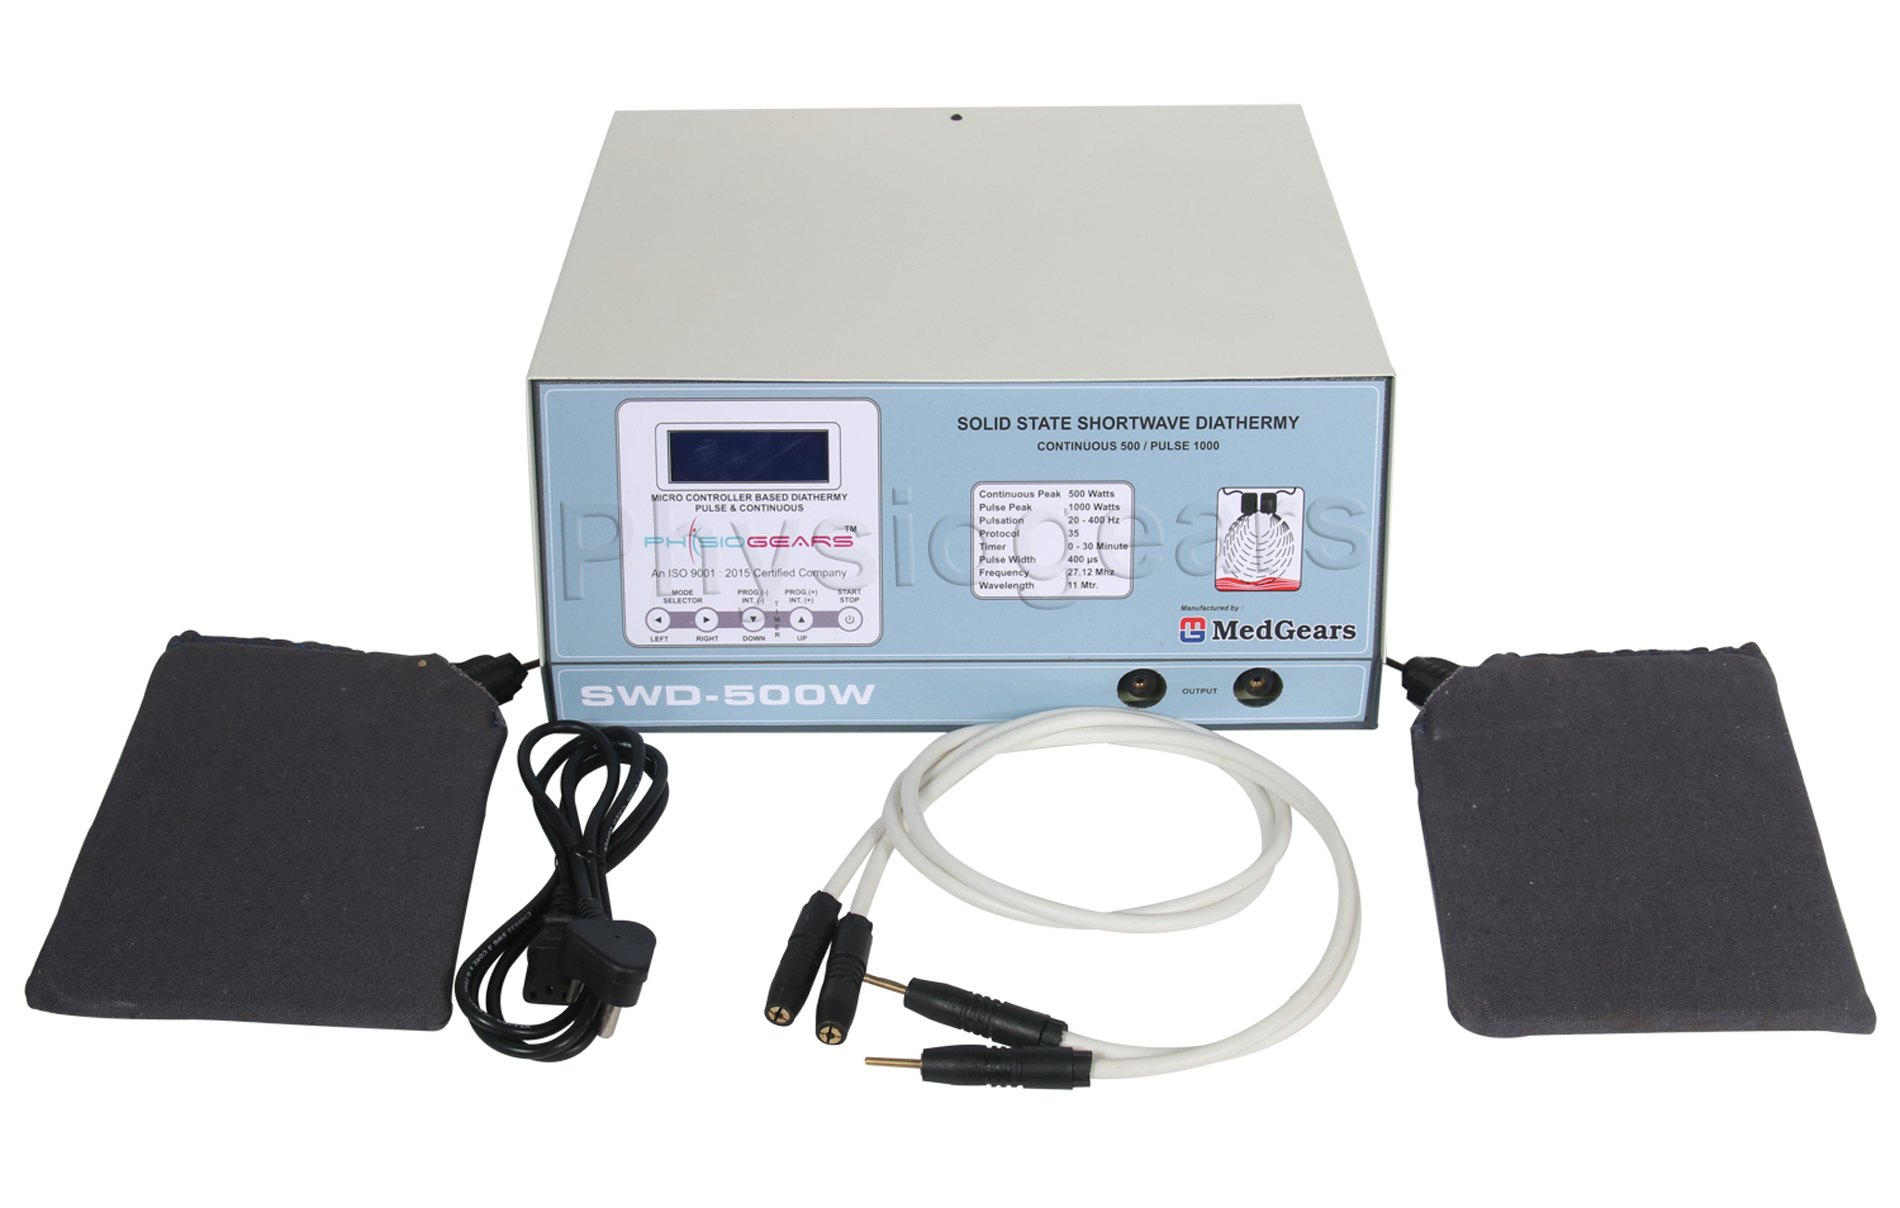 SOLID STATE SHORTWAVE DIATHERMY
CONTINUOUS 500 / PULSE 1000
MICRO CONTROLLER BASED DIATHERMY
PULSE & CONTINUOUS
PHYSIOGEARS TM
An ISO 9001 : 2015 Certified Company
MODE SELECTOR
PROG.(-) INT. (-)
TIMER
PROG.(+) INT. (+)
START STOP
LEFT
RIGHT
DOWN
UP
Continuous Peak 500 Watts
Pulse Peak 1000 Watts
Pulsation 20 - 400 Hz
Protocol 35
Timer 0 - 30 Minute
Pulse Width 400 µs
Frequency 27.12 Mhz
Wavelength 11 Mtr.
Manufactured by :
MedGears
SWD-500W
OUTPUT
Physiogears